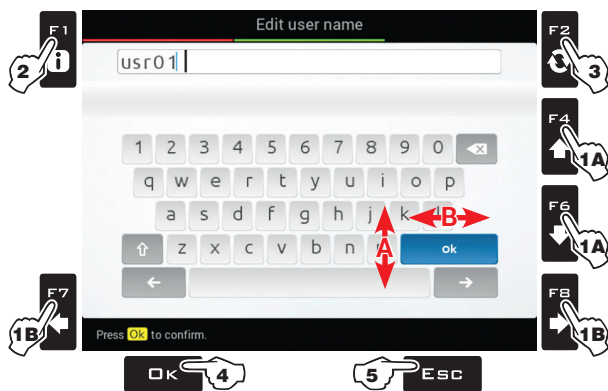 Edit user name
F1
F2
usr01
2
3
F4
1 2 3 4 5 6 7 8 9 0
1A
q w e r t y u i o p
F6
a s d f g h j k
B
A
1A
z x c v b n
ok
F7
F8
1B
1B
Press Ok to confirm.
Ok
4
5
Esc